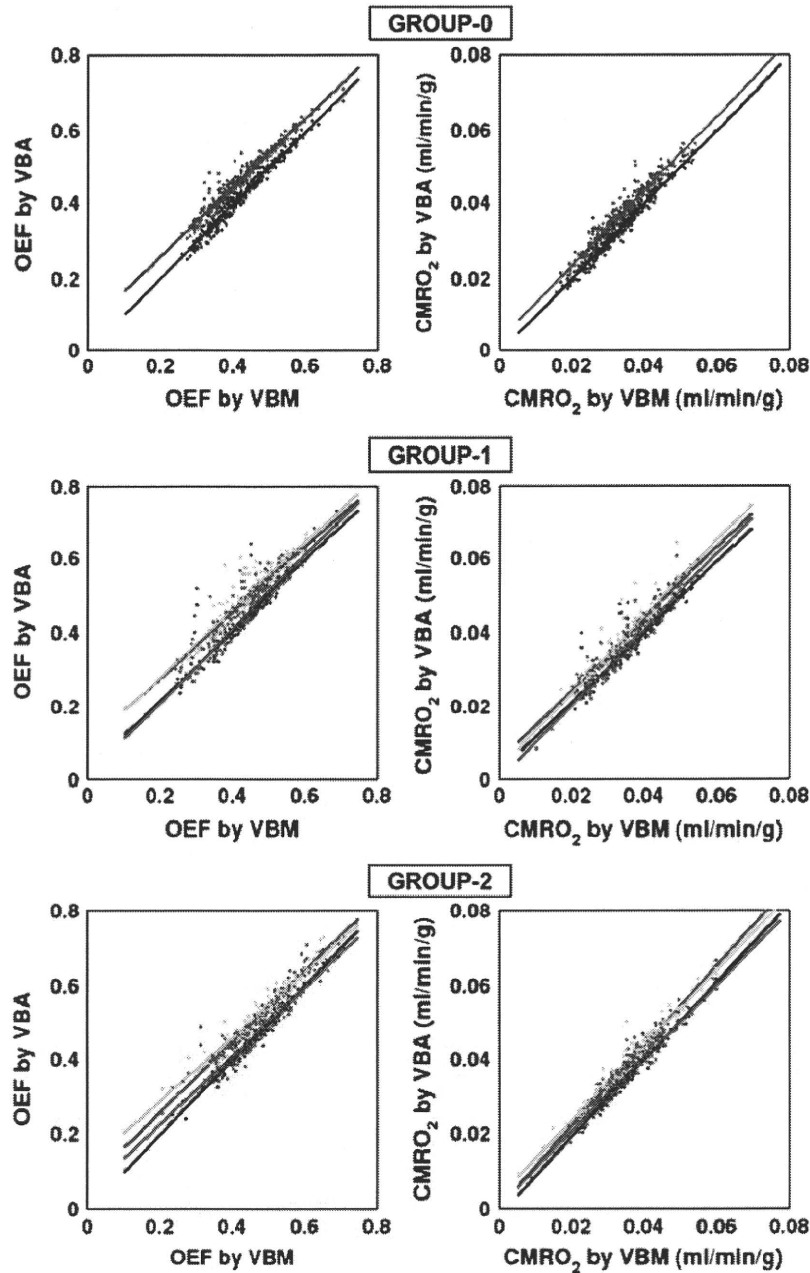 GROUP-0
0.8
0.6
0.4
0.2
0
OEF by VBA
0 0.2 0.4 0.6 0.8
OEF by VBM
0.08
0.06
0.04
0.02
0
CMRO2 by VBA (ml/min/g)
0 0.02 0.04 0.06 0.08
CMRO2 by VBM (ml/min/g)
GROUP-1
0.8
0.6
0.4
0.2
0
OEF by VBA
0 0.2 0.4 0.6 0.8
OEF by VBM
0.08
0.06
0.04
0.02
0
CMRO2 by VBA (ml/min/g)
0 0.02 0.04 0.06 0.08
CMRO2 by VBM (ml/min/g)
GROUP-2
0.8
0.6
0.4
0.2
0
OEF by VBA
0 0.2 0.4 0.6 0.8
OEF by VBM
0.08
0.06
0.04
0.02
0
CMRO2 by VBA (ml/min/g)
0 0.02 0.04 0.06 0.08
CMRO2 by VBM (ml/min/g)